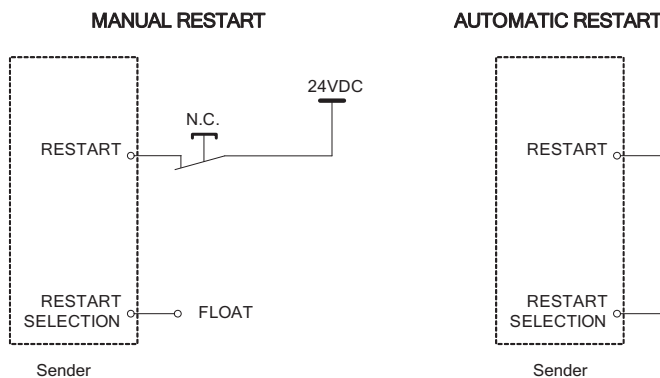 MANUAL RESTART
24VDC
N.C.
RESTART
RESTART
SELECTION
FLOAT
Sender
AUTOMATIC RESTART
RESTART
RESTART
SELECTION
Sender